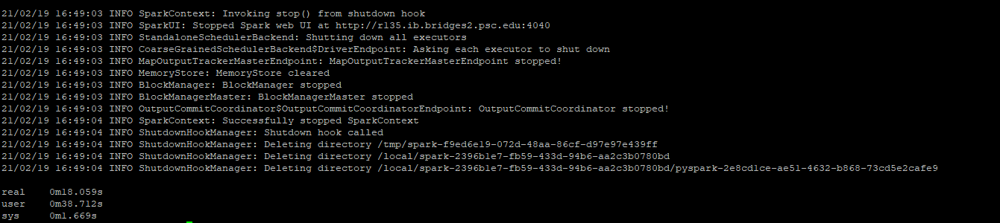 21/02/19 16:49:03 INFO SparkContext: Invoking stop() from shutdown hook
21/02/19 16:49:03 INFO SparkUI: Stopped Spark web UI at http://r135.ib.bridges2.psc.edu:4040
21/02/19 16:49:03 INFO StandaloneSchedulerBackend: Shutting down all executors
21/02/19 16:49:03 INFO CoarseGrainedSchedulerBackend$DriverEndpoint: Asking each executor to shut down
21/02/19 16:49:03 INFO MapOutputTrackerMasterEndpoint: MapOutputTrackerMasterEndpoint stopped!
21/02/19 16:49:03 INFO MemoryStore: MemoryStore cleared
21/02/19 16:49:03 INFO BlockManager: BlockManager stopped
21/02/19 16:49:03 INFO BlockManagerMaster: BlockManagerMaster stopped
21/02/19 16:49:03 INFO OutputCommitCoordinator$OutputCommitCoordinatorEndpoint: OutputCommitCoordinator stopped!
21/02/19 16:49:04 INFO SparkContext: Successfully stopped SparkContext
21/02/19 16:49:04 INFO ShutdownHookManager: Shutdown hook called
21/02/19 16:49:04 INFO ShutdownHookManager: Deleting directory /tmp/spark-f9ed6e19-072d-48aa-86cf-d97e97e439ff
21/02/19 16:49:04 INFO ShutdownHookManager: Deleting directory /local/spark-2396b1e7-fb59-433d-94b6-aa2c3b0780bd
21/02/19 16:49:04 INFO ShutdownHookManager: Deleting directory /local/spark-2396b1e7-fb59-433d-94b6-aa2c3b0780bd/pyspark-2e8cd1ce-ae51-4632-b868-73cd5e2cafe9
real    0m18.059s
user    0m38.712s
sys     0m1.669s